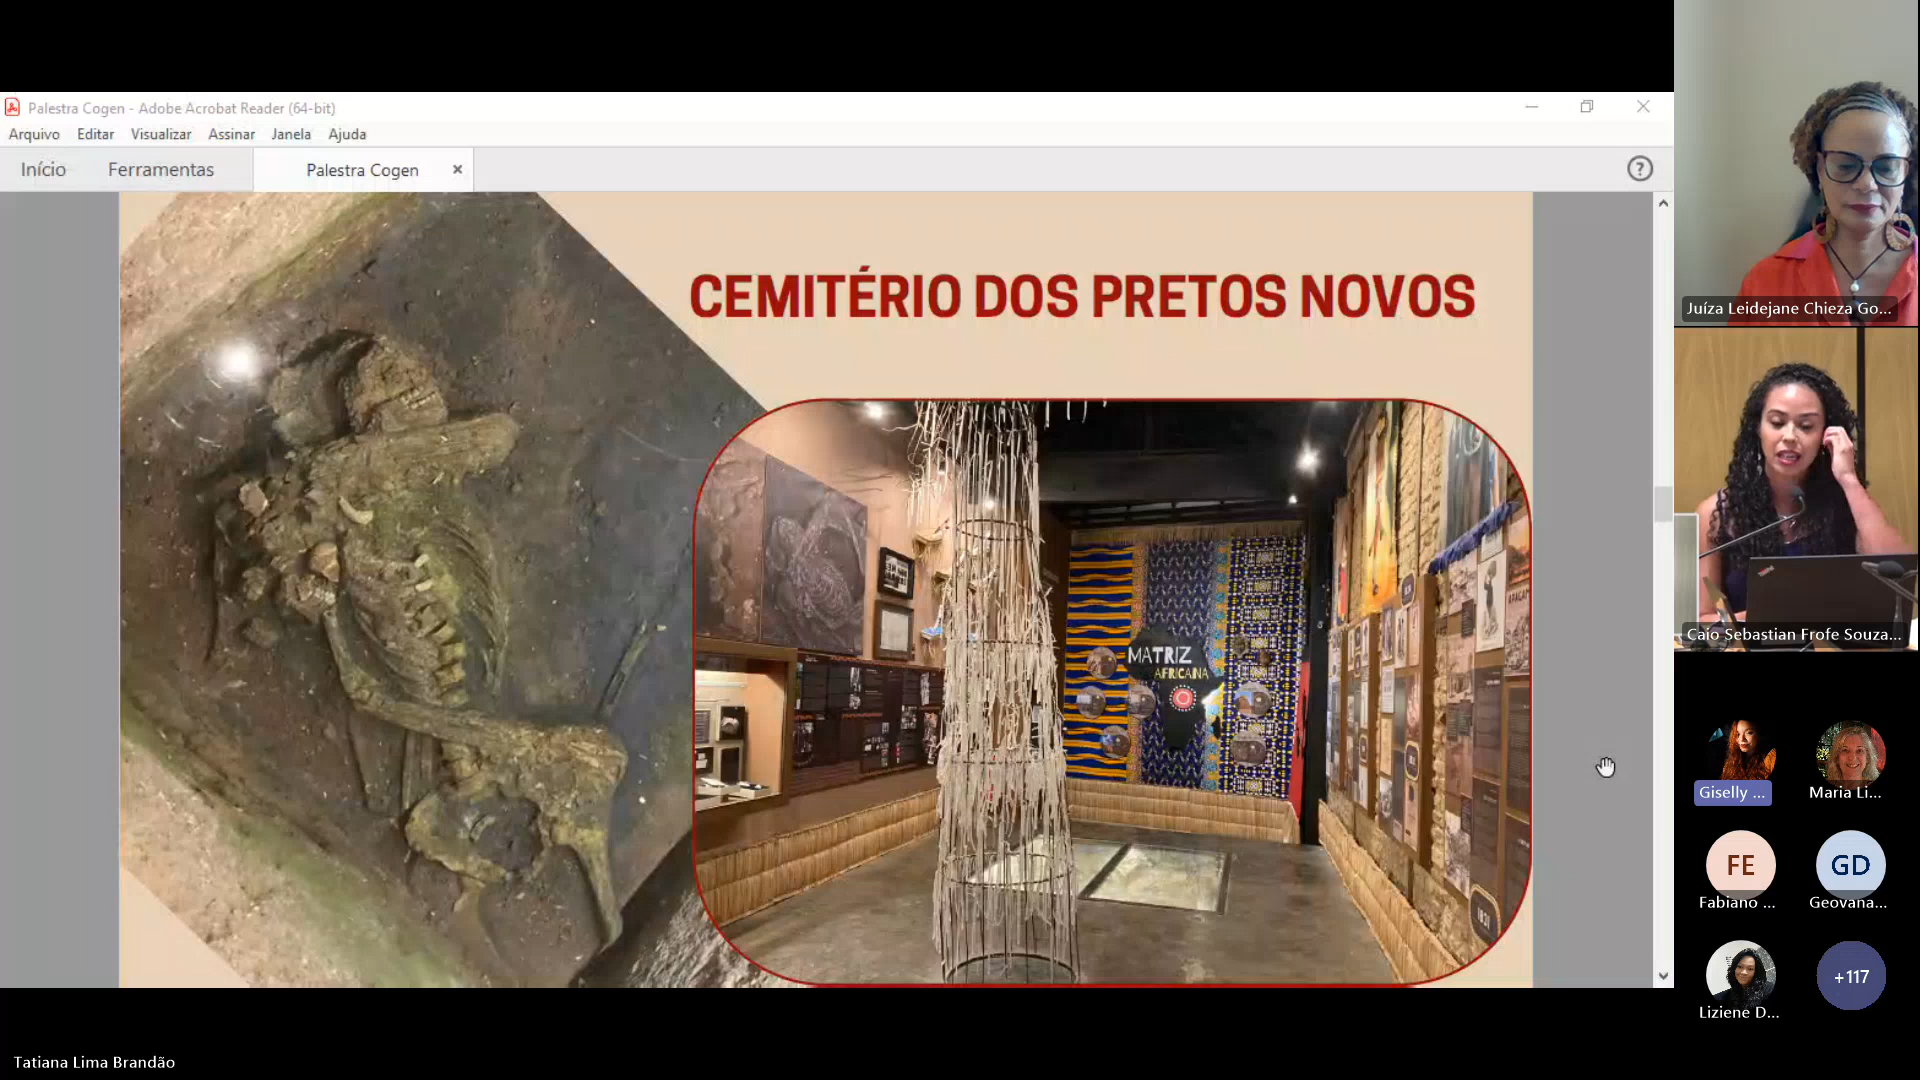 Palestra Cogen - Adobe Acrobat Reader (64-bit)
Arquivo Editar Visualizar Assinar Janela Ajuda
Início Ferramentas Palestra Cogen
CEMITÉRIO DOS PRETOS NOVOS
MATRIZ
AFRICAINA
1831
Juíza Leidejane Chieza Go...
Caio Sebastian Frofe Souza...
Giselly ...
Maria Li...
FE
GD
Fabiano ...
Geovana...
+117
Liziene D...
Tatiana Lima Brandão